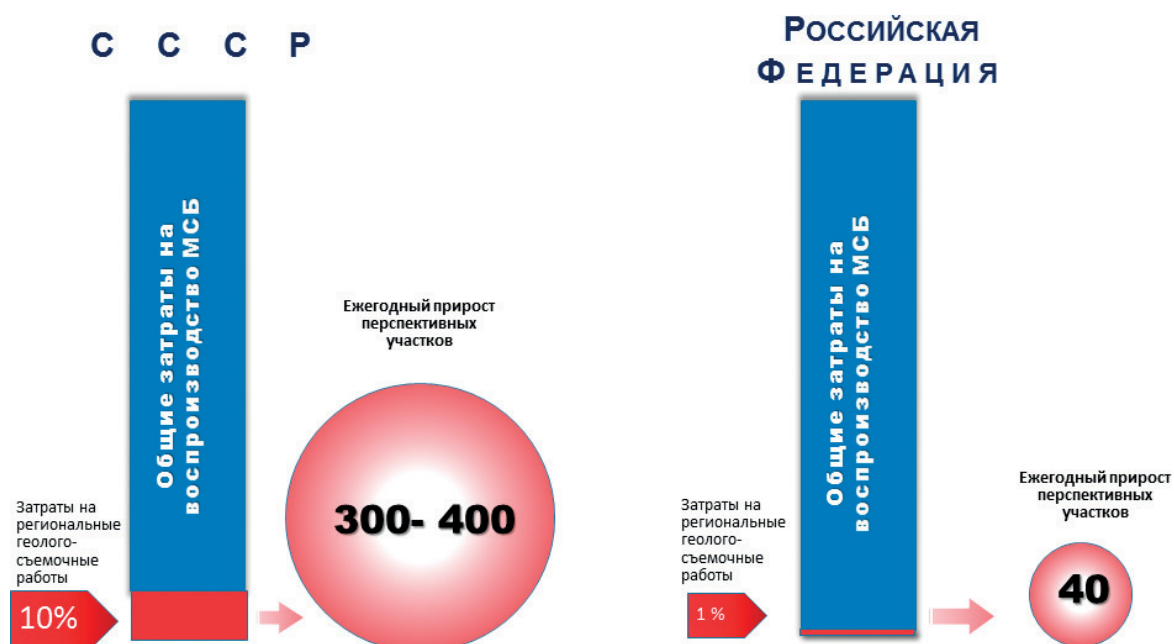 С С С Р
Общие затраты на
воспроизводство МСБ
Ежегодный прирост
перспективных
участков
300- 400
Затраты на
региональные
геолого-
съемочные
работы
10%
РОССИЙСКАЯ
ФЕДЕРАЦИЯ
Общие затраты на
воспроизводство МСБ
Ежегодный прирост
перспективных
участков
40
Затраты на
региональные
геолого-
съемочные
работы
1 %